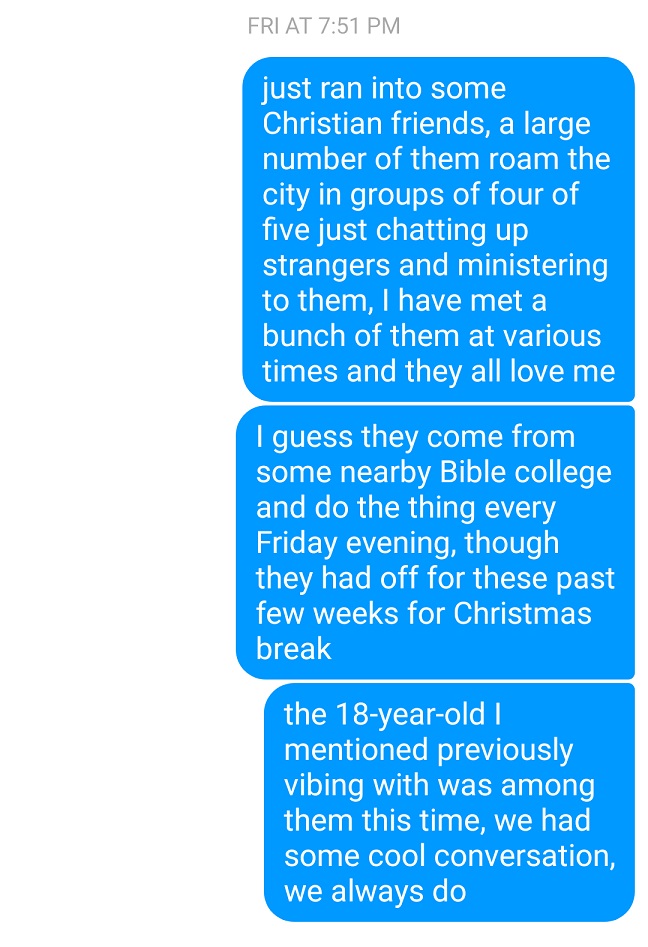 FRI AT 7:51 PM
just ran into some
Christian friends, a large
number of them roam the
city in groups of four of
five just chatting up
strangers and ministering
to them, I have met a
bunch of them at various
times and they all love me
I guess they come from
some nearby Bible college
and do the thing every
Friday evening, though
they had off for these past
few weeks for Christmas
break
the 18-year-old I
mentioned previously
vibing with was among
them this time, we had
some cool conversation,
we always do